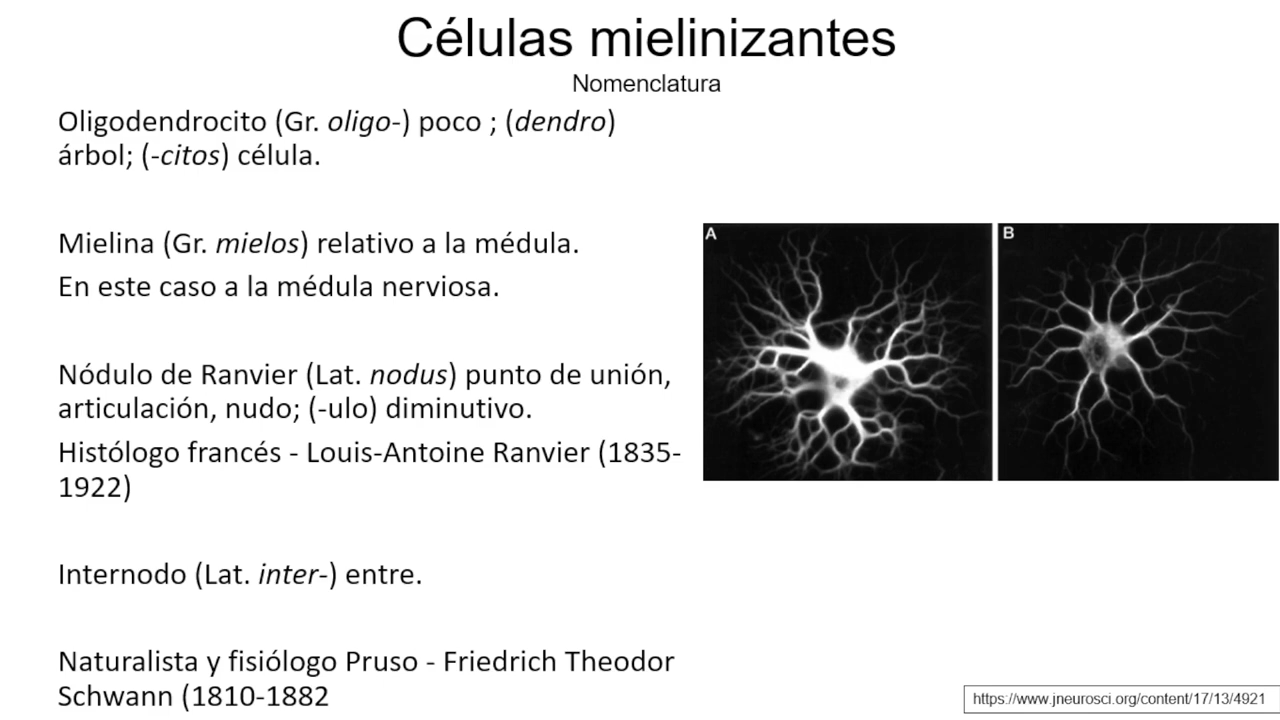 Células mielinizantes
Nomenclatura
Oligodendrocito (Gr. oligo-) poco ; (dendro)
árbol; (-citos) célula.
Mielina (Gr. mielos) relativo a la médula.
En este caso a la médula nerviosa.
Nódulo de Ranvier (Lat. nodus) punto de unión,
articulación, nudo; (-ulo) diminutivo.
Histólogo francés - Louis-Antoine Ranvier (1835-
1922)
Internodo (Lat. inter-) entre.
Naturalista y fisiólogo Pruso - Friedrich Theodor
Schwann (1810-1882
A
B
https://www.jneurosci.org/content/17/13/4921